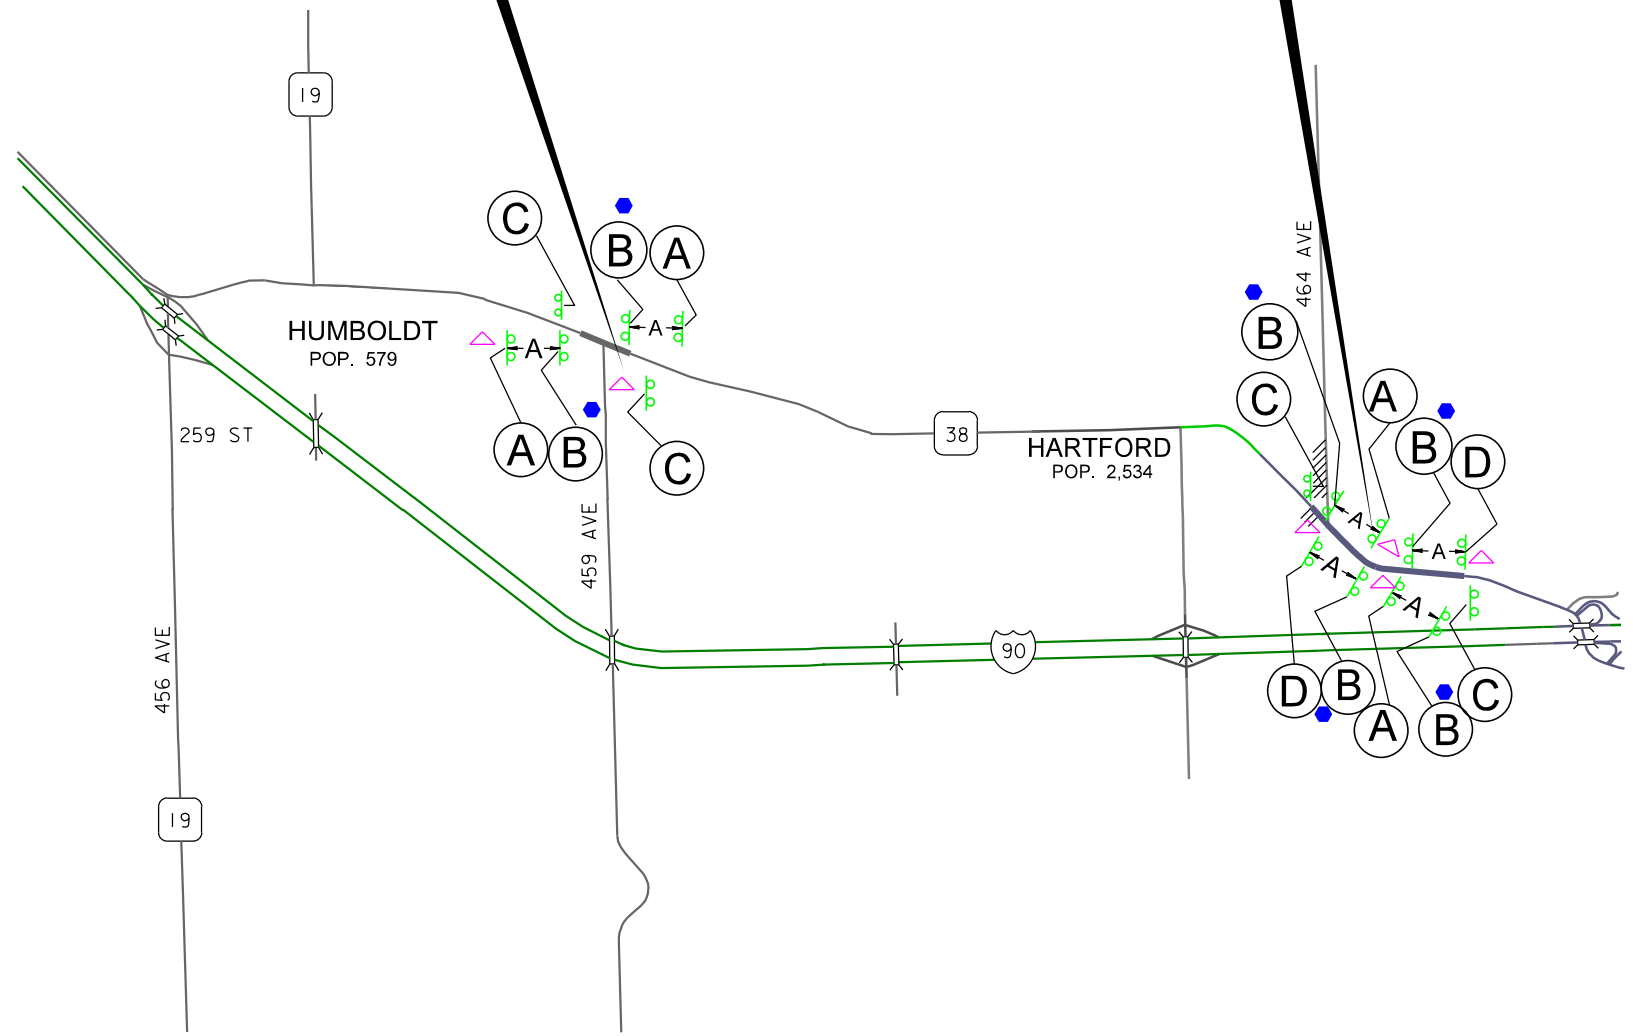 19
C
B
A
464 AVE
HUMBOLDT
POP. 579
A
A
B
A
C
A
B
D
38
HARTFORD
POP. 2,534
259 ST
A
B
C
459 AVE
A
A
A
A
456 AVE
90
D
B
A
B
C
19